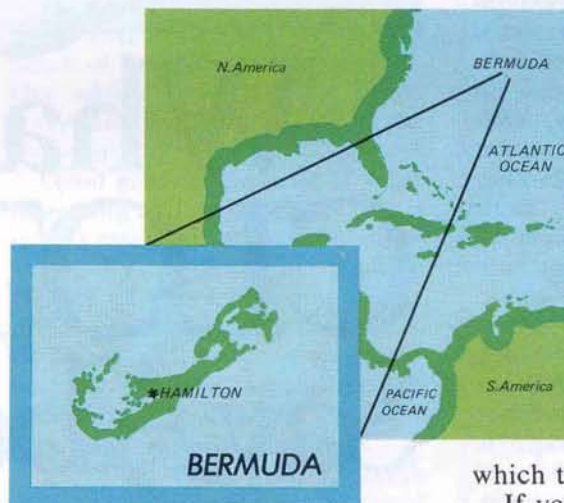 N.America
BERMUDA
ATLANTIC
OCEAN
HAMILTON
BERMUDA
PACIFIC
OCEAN
S.America
which t
If yo